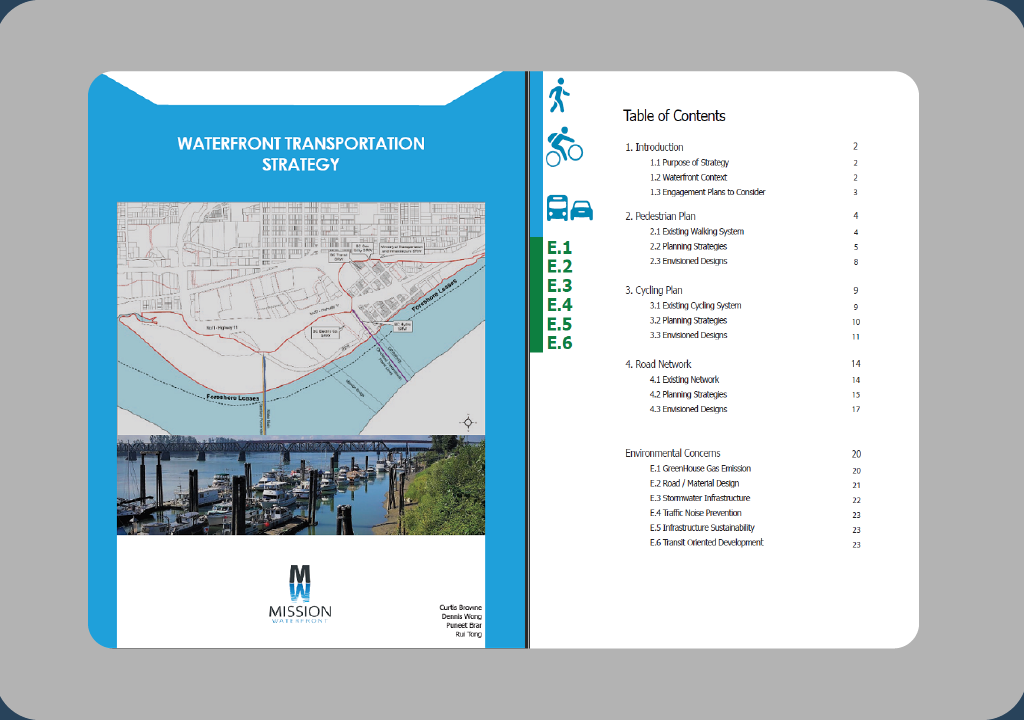 WATERFRONT TRANSPORTATION
STRATEGY
Foreshore Leases
Foreshore Leases
MISSION
WATERFRONT
Curtis Browne
Dennis Wong
Puneet Brar
Rui Tong
E.1
E.2
E.3
E.4
E.5
E.6
Table of Contents
1. Introduction 2
1.1 Purpose of Strategy 2
1.2 Waterfront Context 2
1.3 Engagement Plans to Consider 3
2. Pedestrian Plan 4
2.1 Existing Walking System 4
2.2 Planning Strategies 5
2.3 Envisioned Designs 8
3. Cycling Plan 9
3.1 Existing Cycling System 9
3.2 Planning Strategies 10
3.3 Envisioned Designs 11
4. Road Network 14
4.1 Existing Network 14
4.2 Planning Strategies 15
4.3 Envisioned Designs 17
Environmental Concerns 20
E.1 GreenHouse Gas Emission 20
E.2 Road / Material Design 21
E.3 Stormwater Infrastructure 22
E.4 Traffic Noise Prevention 23
E.5 Infrastructure Sustainability 23
E.6 Transit Oriented Development 23